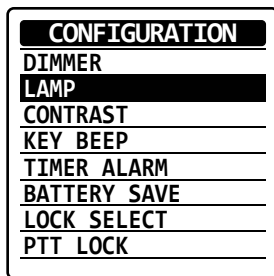 CONFIGURATION
DIMMER
LAMP
CONTRAST
KEY BEEP
TIMER ALARM
BATTERY SAVE
LOCK SELECT
PTT LOCK